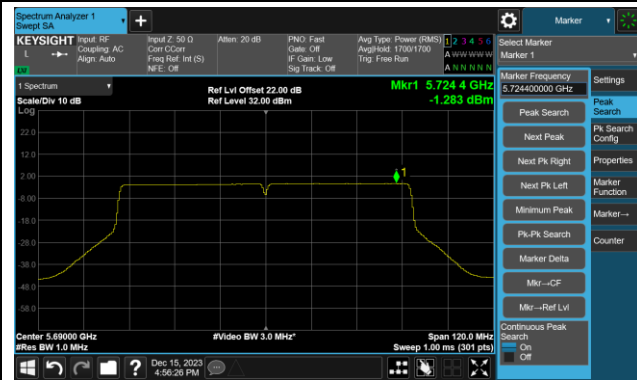 Spectrum Analyzer 1
Swept SA
+
Marker
KEYSIGHT
L
Input: RF
Coupling: AC
Align: Auto
Input Z: 50 Ω
Corr CCorr
Freq Ref: Int (S)
NFE: Off
Atten: 20 dB
PNO: Fast
Gate: Off
IF Gain: Low
Sig Track: Off
Avg Type: Power (RMS)
Avg|Hold: 1700/1700
Trig: Free Run
1 2 3 4 5 6
A W W W W W
A N N N N N
Select Marker
Marker 1
1 Spectrum
Scale/Div 10 dB
Ref Lvl Offset 22.00 dB
Ref Level 32.00 dBm
Mkr1 5.724 4 GHz
-1.283 dBm
Log
22.0
12.0
2.00
-8.00
-18.0
-28.0
-38.0
-48.0
-58.0
1
Center 5.69000 GHz
#Res BW 1.0 MHz
#Video BW 3.0 MHz*
Span 120.0 MHz
Sweep 1.00 ms (301 pts)
Marker Frequency
5.724400000 GHz
Peak Search
Next Peak
Next Pk Right
Next Pk Left
Minimum Peak
Pk-Pk Search
Marker Delta
Mkr→CF
Mkr→Ref Lvl
Continuous Peak
Search
On
Off
Settings
Peak
Search
Pk Search
Config
Properties
Marker
Function
Marker→
Counter
?
Dec 15, 2023
4:56:26 PM